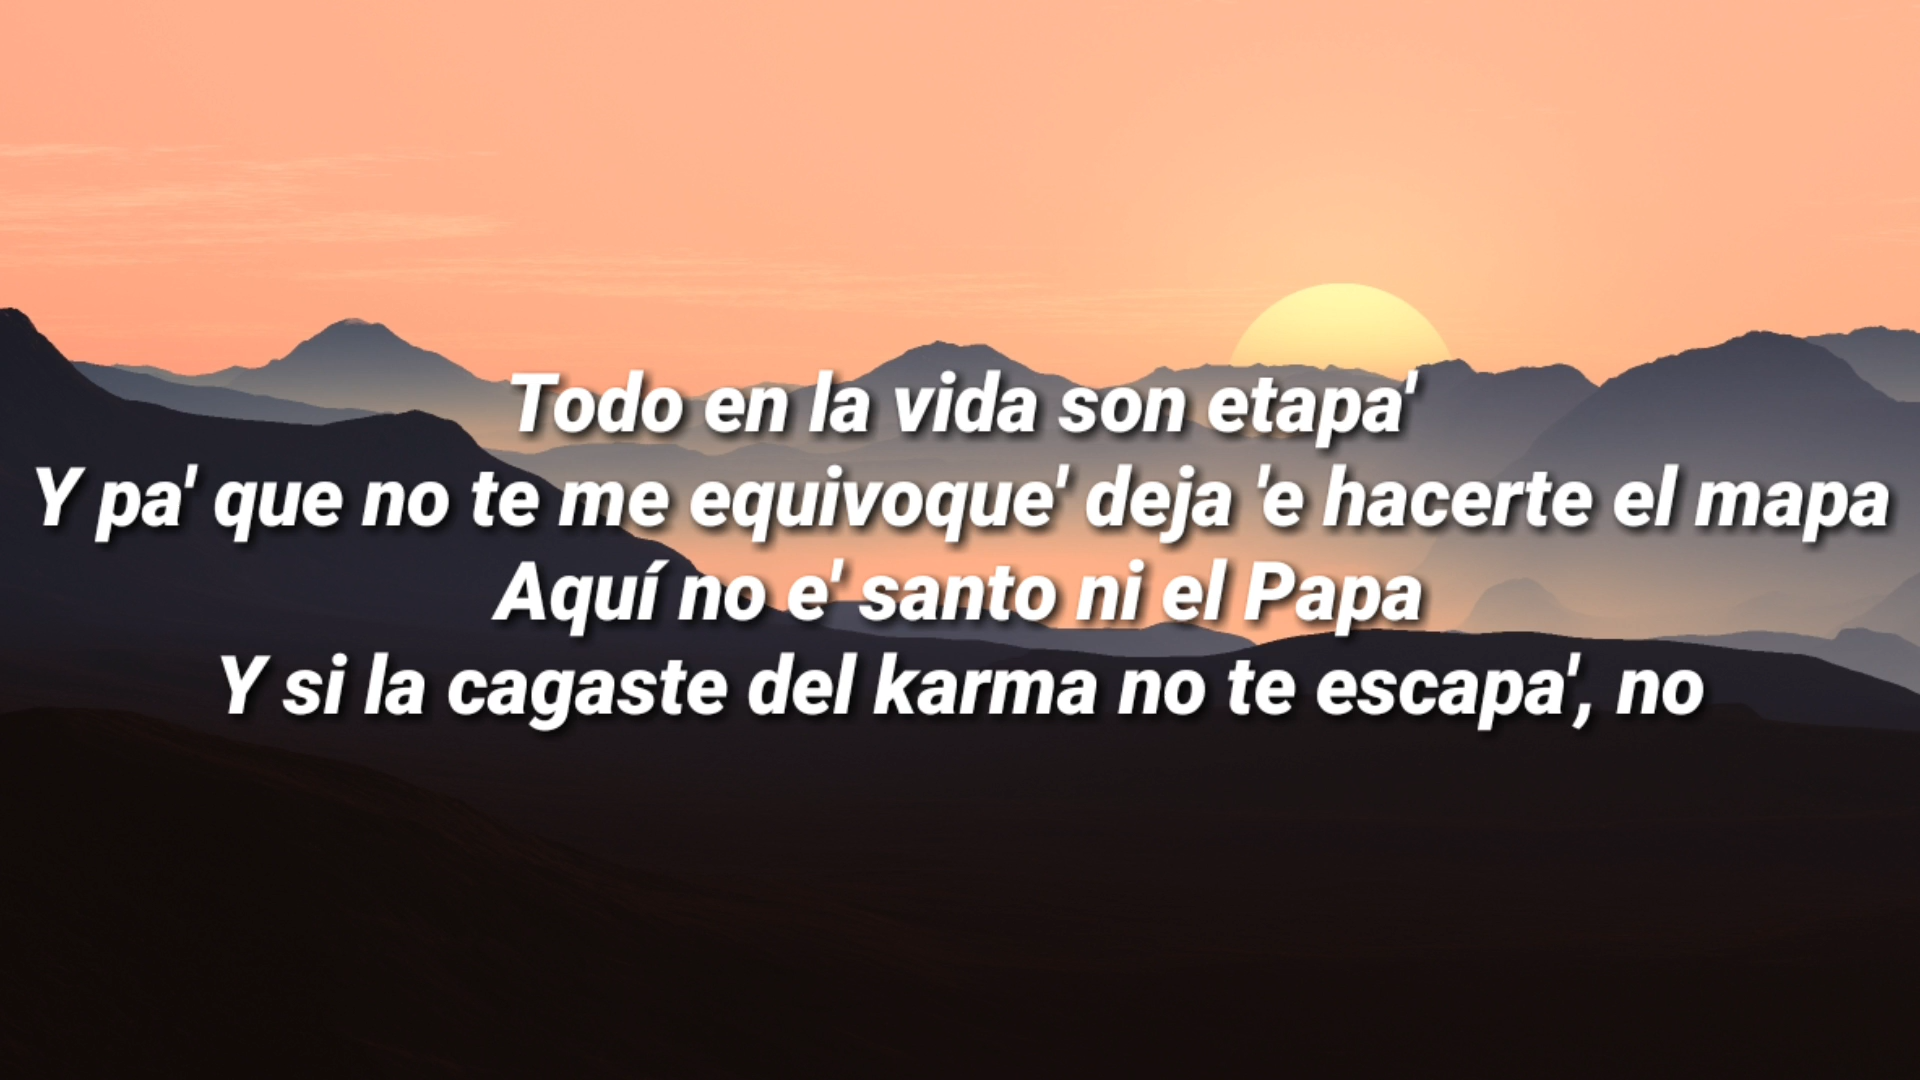 Todo en la vida son etapa'
Y pa' que no te me equivoque' deja 'e hacerte el mapa
Aquí no e' santo ni el Papa
Y si la cagaste del karma no te escapa', no